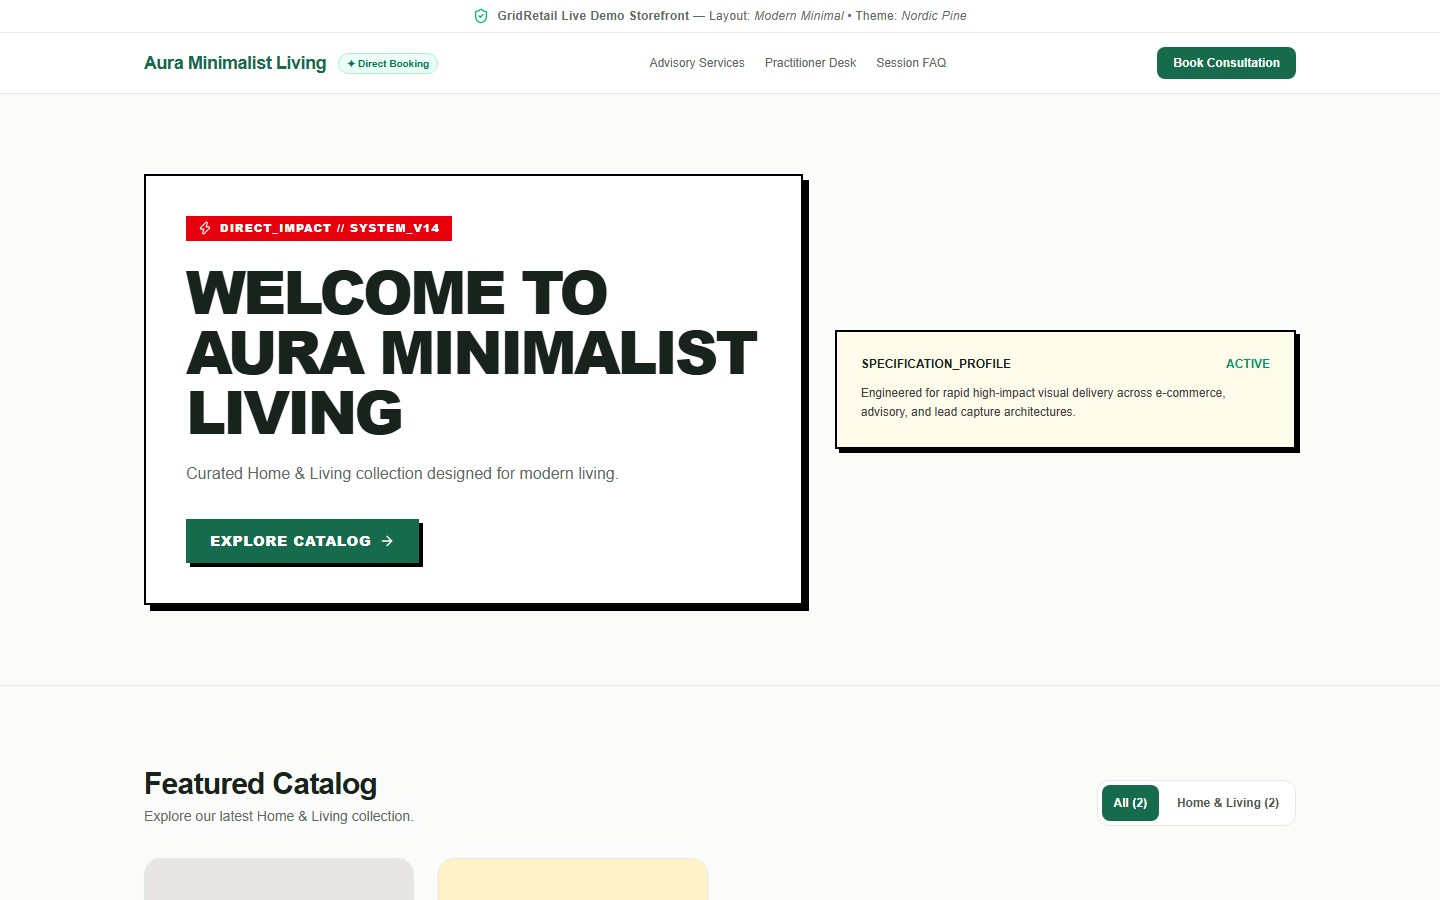 GridRetail Live Demo Storefront — Layout: Modern Minimal • Theme: Nordic Pine
Aura Minimalist Living
✦ Direct Booking
Advisory Services
Practitioner Desk
Session FAQ
Book Consultation
DIRECT_IMPACT // SYSTEM_V14
WELCOME TO
AURA MINIMALIST
LIVING
Curated Home & Living collection designed for modern living.
EXPLORE CATALOG →
SPECIFICATION_PROFILE
ACTIVE
Engineered for rapid high-impact visual delivery across e-commerce,
advisory, and lead capture architectures.
Featured Catalog
Explore our latest Home & Living collection.
All (2)
Home & Living (2)